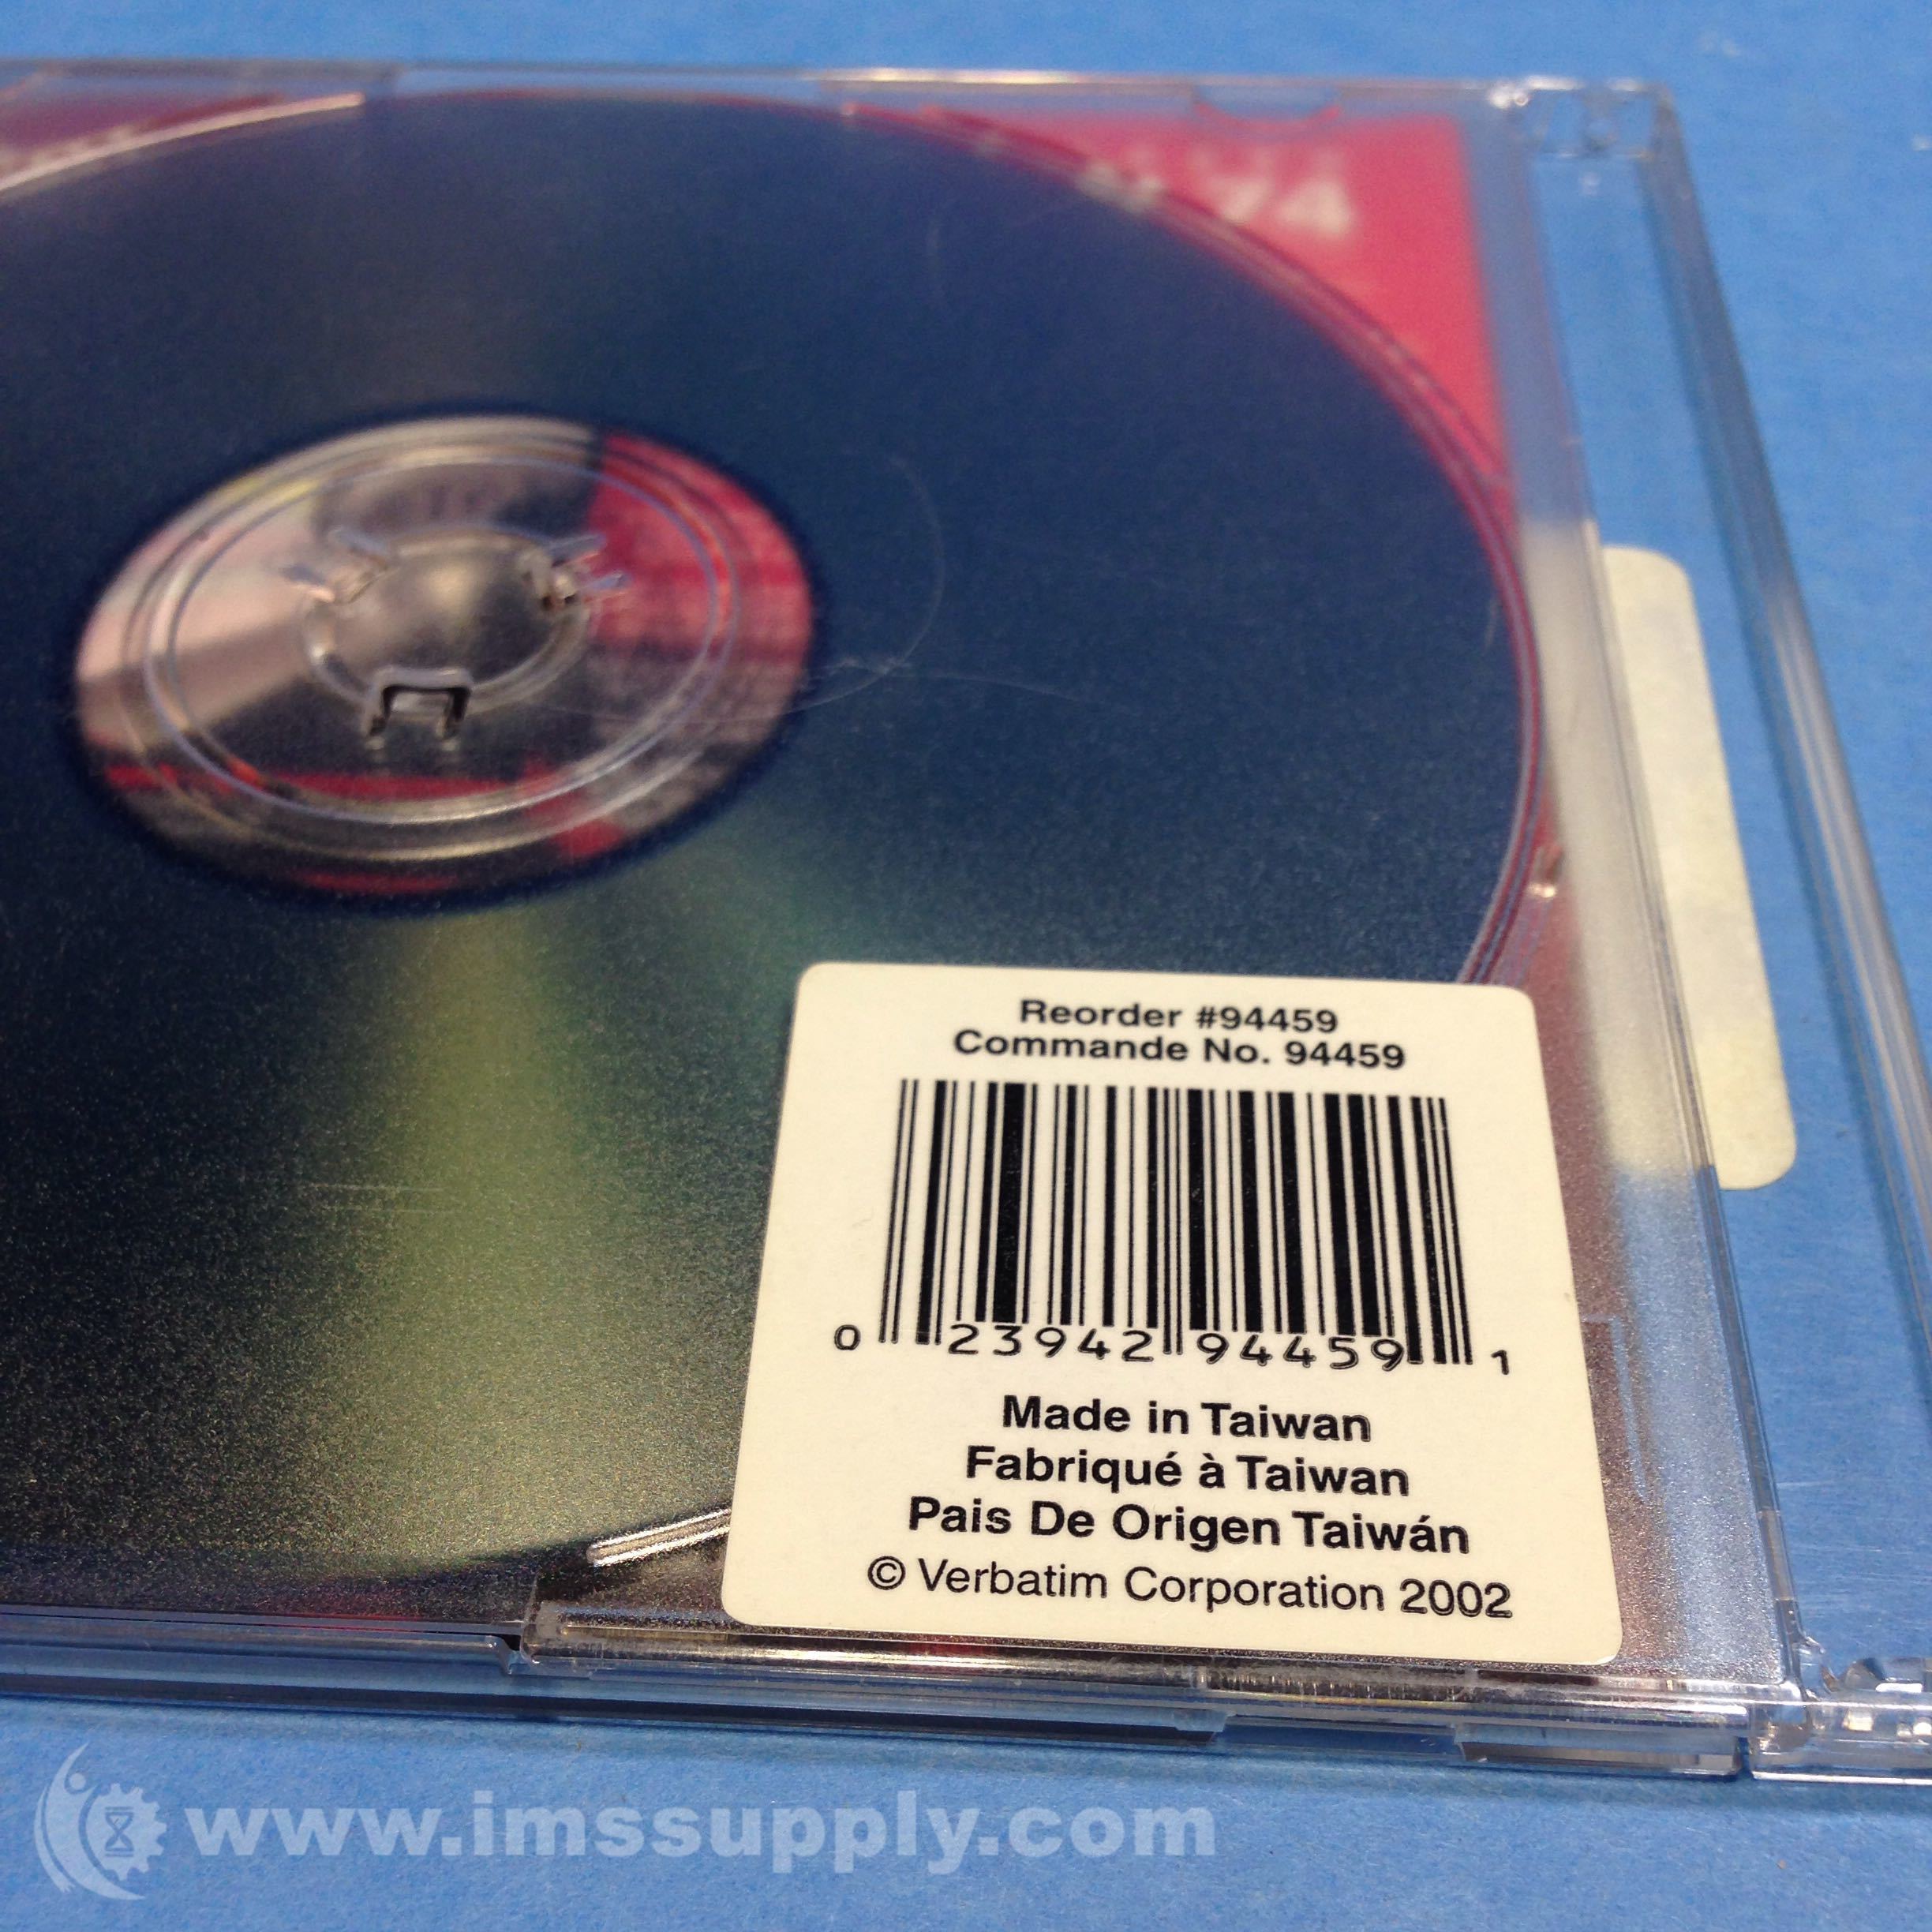 74
Reorder #94459
Commande No. 94459
0 23942 94459 1
Made in Taiwan
Fabriqué à Taiwan
Pais De Origen Taiwán
© Verbatim Corporation 2002
www.imssupply.com